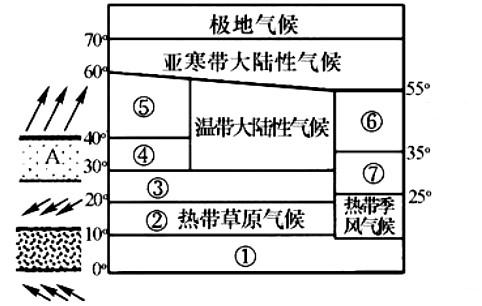 极地气候
70°
亚寒带大陆性气候
60°
55°
⑤
温带大陆性气候
⑥
40°
A
④
35°
30°
⑦
③
25°
20°
②热带草原气候
热带季
风气候
10°
①
0°